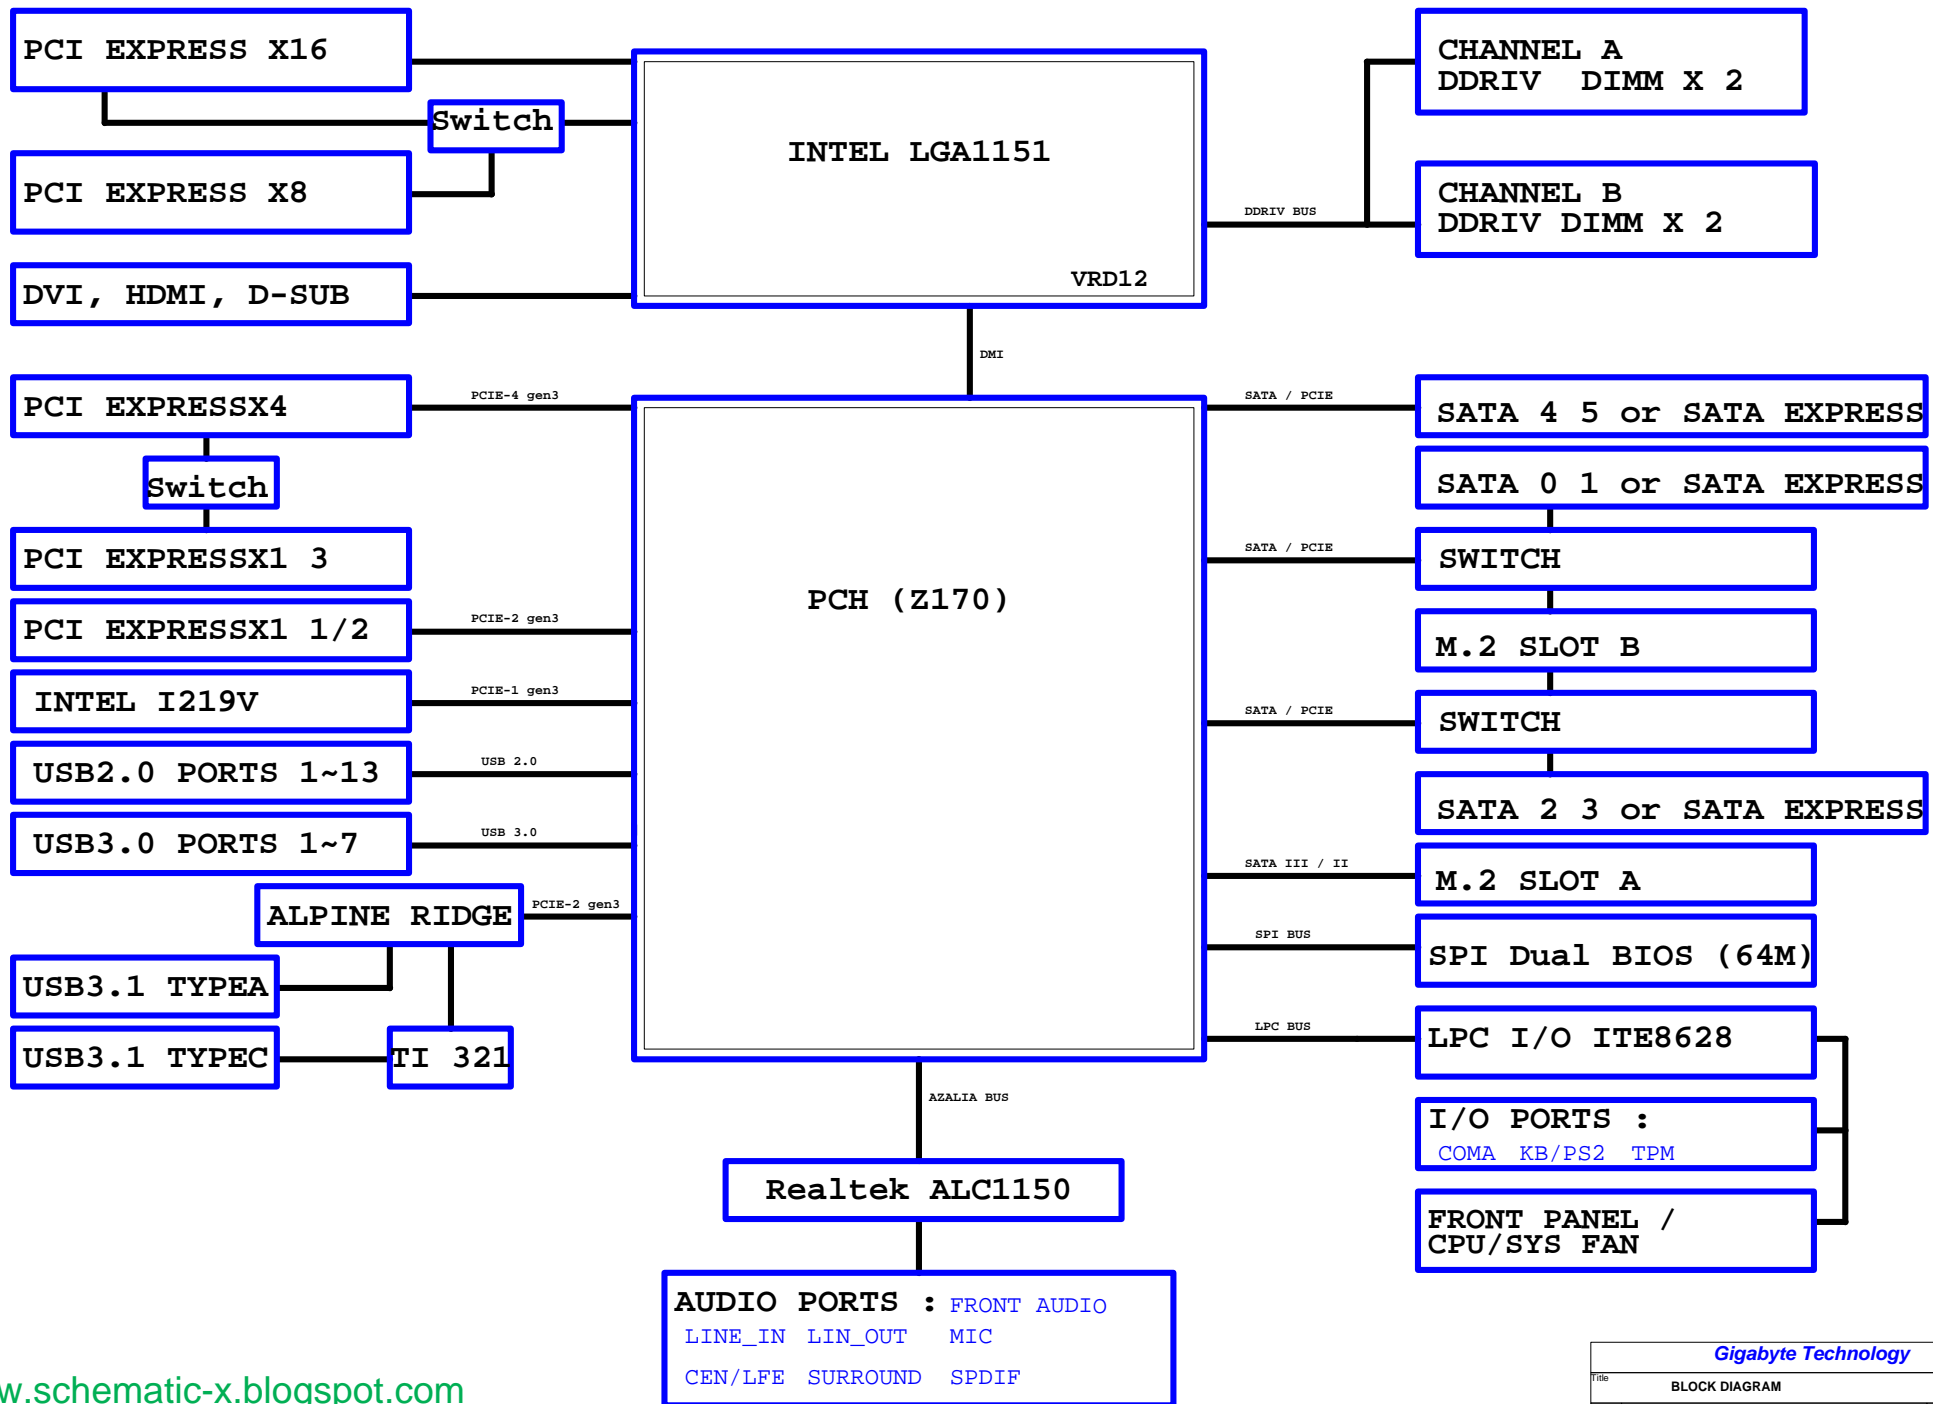 PCI EXPRESS X16
Switch
PCI EXPRESS X8
DVI, HDMI, D-SUB
INTEL LGA1151
VRD12
DDRIV BUS
CHANNEL A
DDRIV DIMM X 2
CHANNEL B
DDRIV DIMM X 2
DMI
PCI EXPRESSX4
PCIE-4 gen3
Switch
PCI EXPRESSX1 3
PCI EXPRESSX1 1/2
PCIE-2 gen3
INTEL I219V
PCIE-1 gen3
USB2.0 PORTS 1~13
USB 2.0
USB3.0 PORTS 1~7
USB 3.0
ALPINE RIDGE
PCIE-2 gen3
USB3.1 TYPEA
USB3.1 TYPEC
TI 321
PCH (Z170)
SATA / PCIE
SATA 4 5 or SATA EXPRESS
SATA 0 1 or SATA EXPRESS
SATA / PCIE
SWITCH
M.2 SLOT B
SATA / PCIE
SWITCH
SATA 2 3 or SATA EXPRESS
SATA III / II
M.2 SLOT A
SPI BUS
SPI Dual BIOS (64M)
LPC BUS
LPC I/O ITE8628
I/O PORTS :
COMA KB/PS2 TPM
FRONT PANEL /
CPU/SYS FAN
AZALIA BUS
Realtek ALC1150
AUDIO PORTS : FRONT AUDIO
LINE_IN LIN_OUT MIC
CEN/LFE SURROUND SPDIF
w.schematic-x.blogspot.com
Gigabyte Technology
Title
BLOCK DIAGRAM